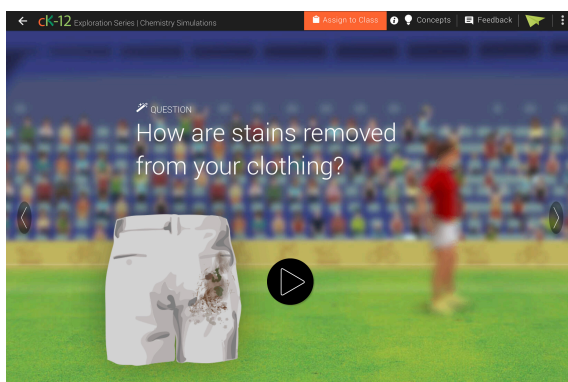 cK-12 Exploration Series | Chemistry Simulations
Assign to Class
Concepts
Feedback
QUESTION
How are stains removed
from your clothing?